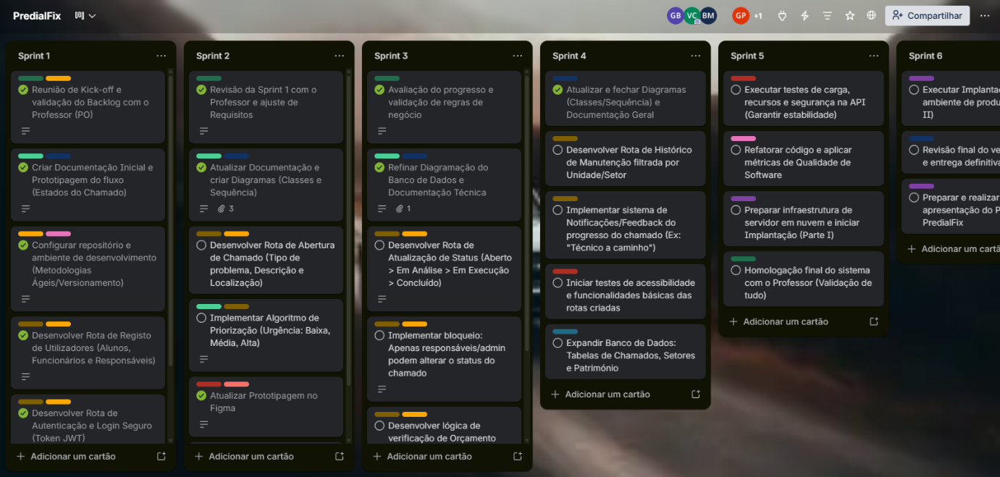 PredialFix
GB VC BM GP +1
Compartilhar
Sprint 1
Reunião de Kick-off e
validação do Backlog com o
Professor (PO)
Criar Documentação Inicial e
Prototipagem do fluxo
(Estados do Chamado)
Configurar repositório e
ambiente de desenvolvimento
(Metodologias
Ágeis/Versionamento)
Desenvolver Rota de Registo
de Utilizadores (Alunos,
Funcionários e Responsáveis)
Desenvolver Rota de
Autenticação e Login Seguro
(Token JWT)
Adicionar um cartão
Sprint 2
Revisão da Sprint 1 com o
Professor e ajuste de
Requisitos
Atualizar Documentação e
criar Diagramas (Classes e
Sequência)
3
Desenvolver Rota de Abertura
de Chamado (Tipo de
problema, Descrição e
Localização)
Implementar Algoritmo de
Priorização (Urgência: Baixa,
Média, Alta)
Atualizar Prototipagem no
Figma
Adicionar um cartão
Sprint 3
Avaliação do progresso e
validação de regras de
negócio
Refinar Diagramação do
Banco de Dados e
Documentação Técnica
1
Desenvolver Rota de
Atualização de Status (Aberto
> Em Análise > Em Execução
> Concluído)
Implementar bloqueio:
Apenas responsáveis/admin
podem alterar o status do
chamado
Desenvolver lógica de
verificação de Orçamento
Adicionar um cartão
Sprint 4
Atualizar e fechar Diagramas
(Classes/Sequência) e
Documentação Geral
Desenvolver Rota de Histórico
de Manutenção filtrada por
Unidade/Setor
Implementar sistema de
Notificações/Feedback do
progresso do chamado (Ex:
"Técnico a caminho")
Iniciar testes de acessibilidade
e funcionalidades básicas das
rotas criadas
Expandir Banco de Dados:
Tabelas de Chamados, Setores
e Patrimônio
Adicionar um cartão
Sprint 5
Executar testes de carga,
recursos e segurança na API
(Garantir estabilidade)
Refatorar código e aplicar
métricas de Qualidade de
Software
Preparar infraestrutura de
servidor em nuvem e iniciar
Implantação (Parte I)
Homologação final do sistema
com o Professor (Validação de
tudo)
Adicionar um cartão
Sprint 6
Executar
ambiente de
II)
Revisão final do
e entrega
Preparar e realizar
apresentação do
PredialFix
Adicionar um